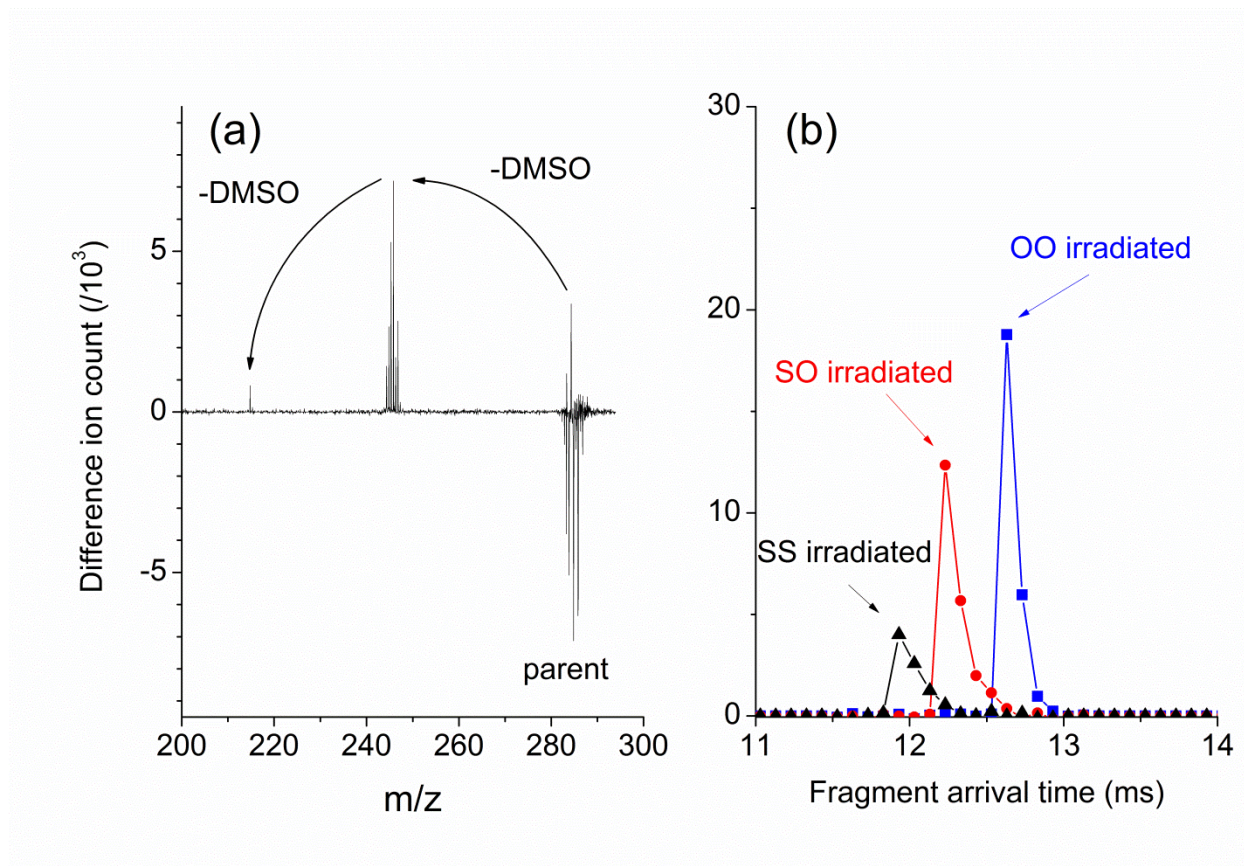 (a)
-DMSO
-DMSO
parent
5
0
-5
200
220
240
260
280
300
Difference ion count (/10³)
m/z
(b)
OO irradiated
SO irradiated
SS irradiated
30
20
10
0
11
12
13
14
Fragment arrival time (ms)